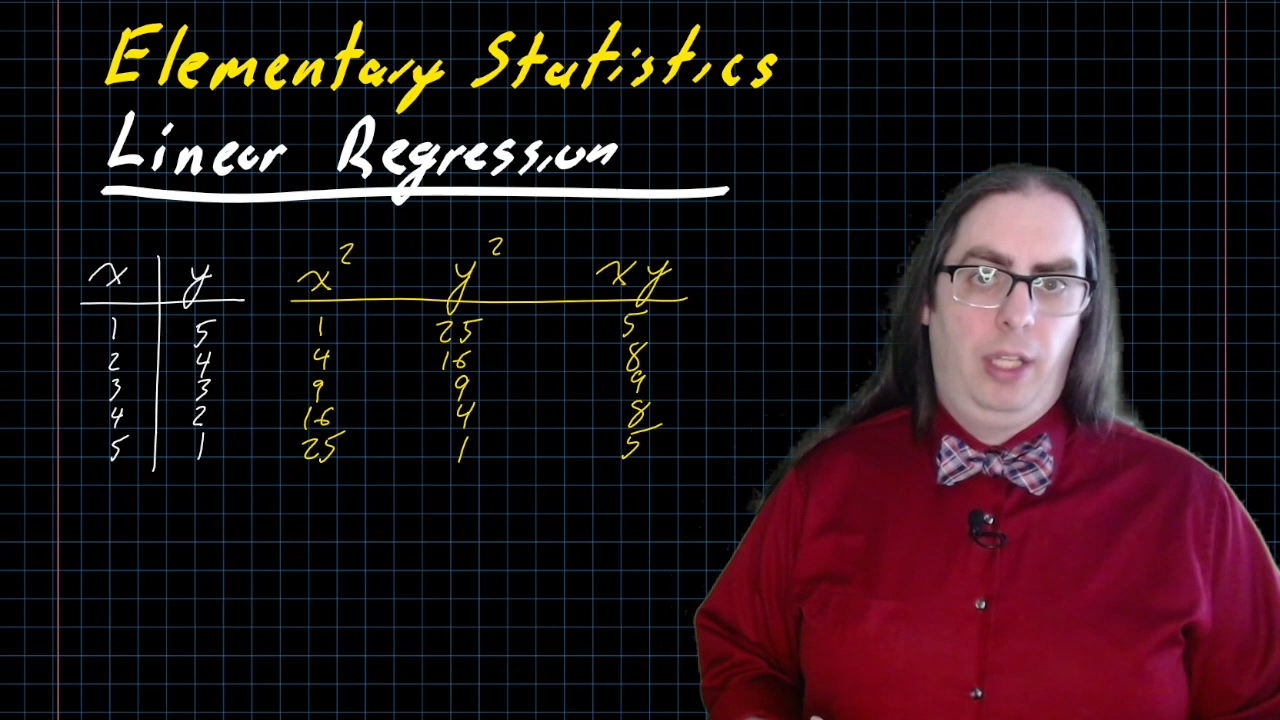 Elementary Statistics
Linear Regression
x y x² y² xy
1 5 1 25 5
2 4 4 16 8
3 3 9 9 9
4 2 16 4 8
5 1 25 1 5